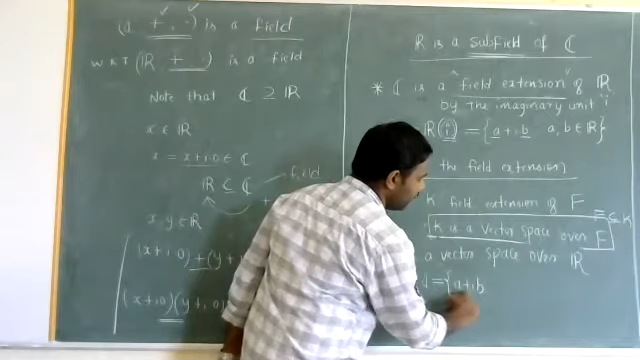 (ℂ +, ·) is a field
W.K.T (ℝ + ·) is a field
Note that ℂ ⊇ ℝ
x ∈ ℝ
x = x+i0 ∈ ℂ
ℝ ⊆ ℂ
field
x y ∈ ℝ
(x+i0)+(y+i
(x+i0)(y+i0)
ℝ is a subfield of ℂ
* ℂ is a "field extension" of ℝ
by the imaginary unit 'i'
ℝ(i) = {a+ib a,b∈ℝ}
the field extension
K field extension of F
F ⊆ K
K is a vector space over F
a vector space over ℝ
={a+ib